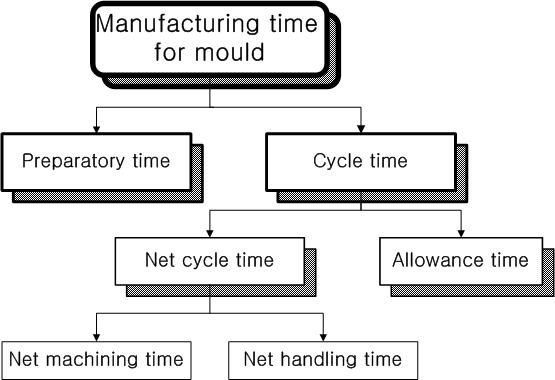 Manufacturing time
for mould
Preparatory time
Cycle time
Net cycle time
Allowance time
Net machining time
Net handling time